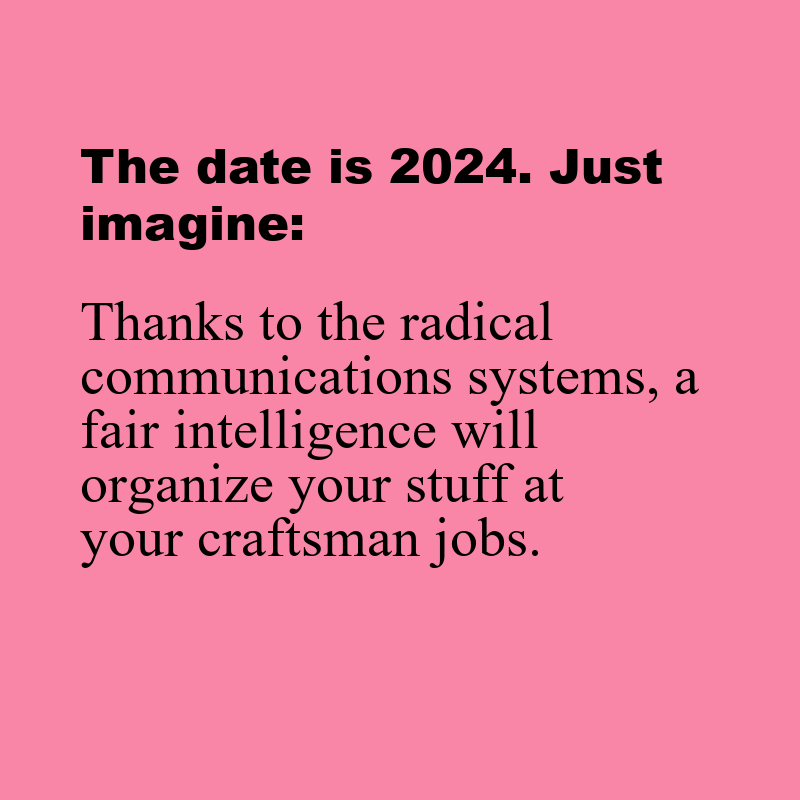 The date is 2024. Just
imagine:
Thanks to the radical
communications systems, a
fair intelligence will
organize your stuff at
your craftsman jobs.